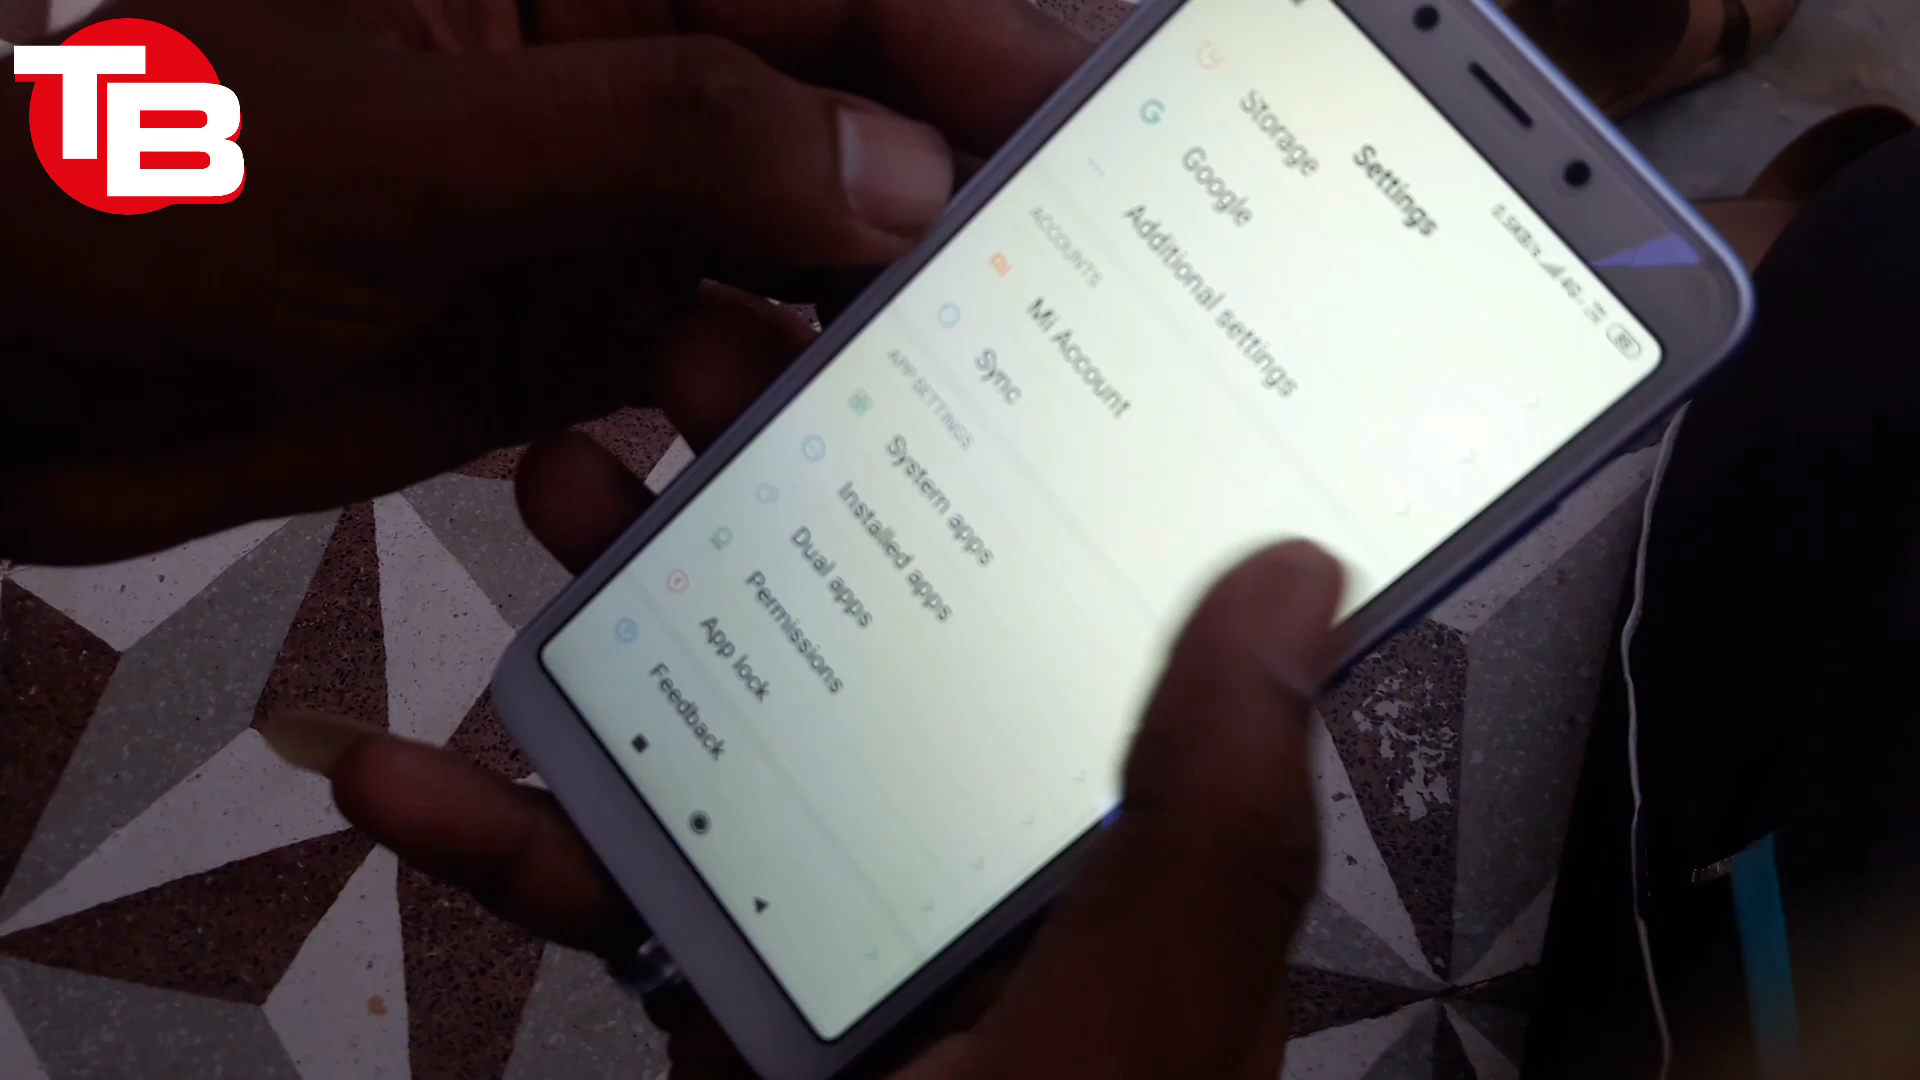 TB
Settings
Storage
Google
Additional settings
ACCOUNTS
Mi Account
Sync
APP SETTINGS
System apps
Installed apps
Dual apps
Permissions
App lock
Feedback